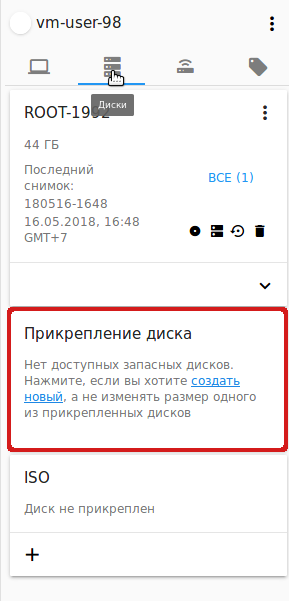 vm-user-98
Диски
44 ГБ
Последний
снимок:
180516-1648
16.05.2018, 16:48
GMT+7
ВСЕ (1)
Прикрепление диска
Нет доступных запасных дисков.
Нажмите, если вы хотите создать
новый, а не изменять размер одного
из прикрепленных дисков
ISO
Диск не прикреплен